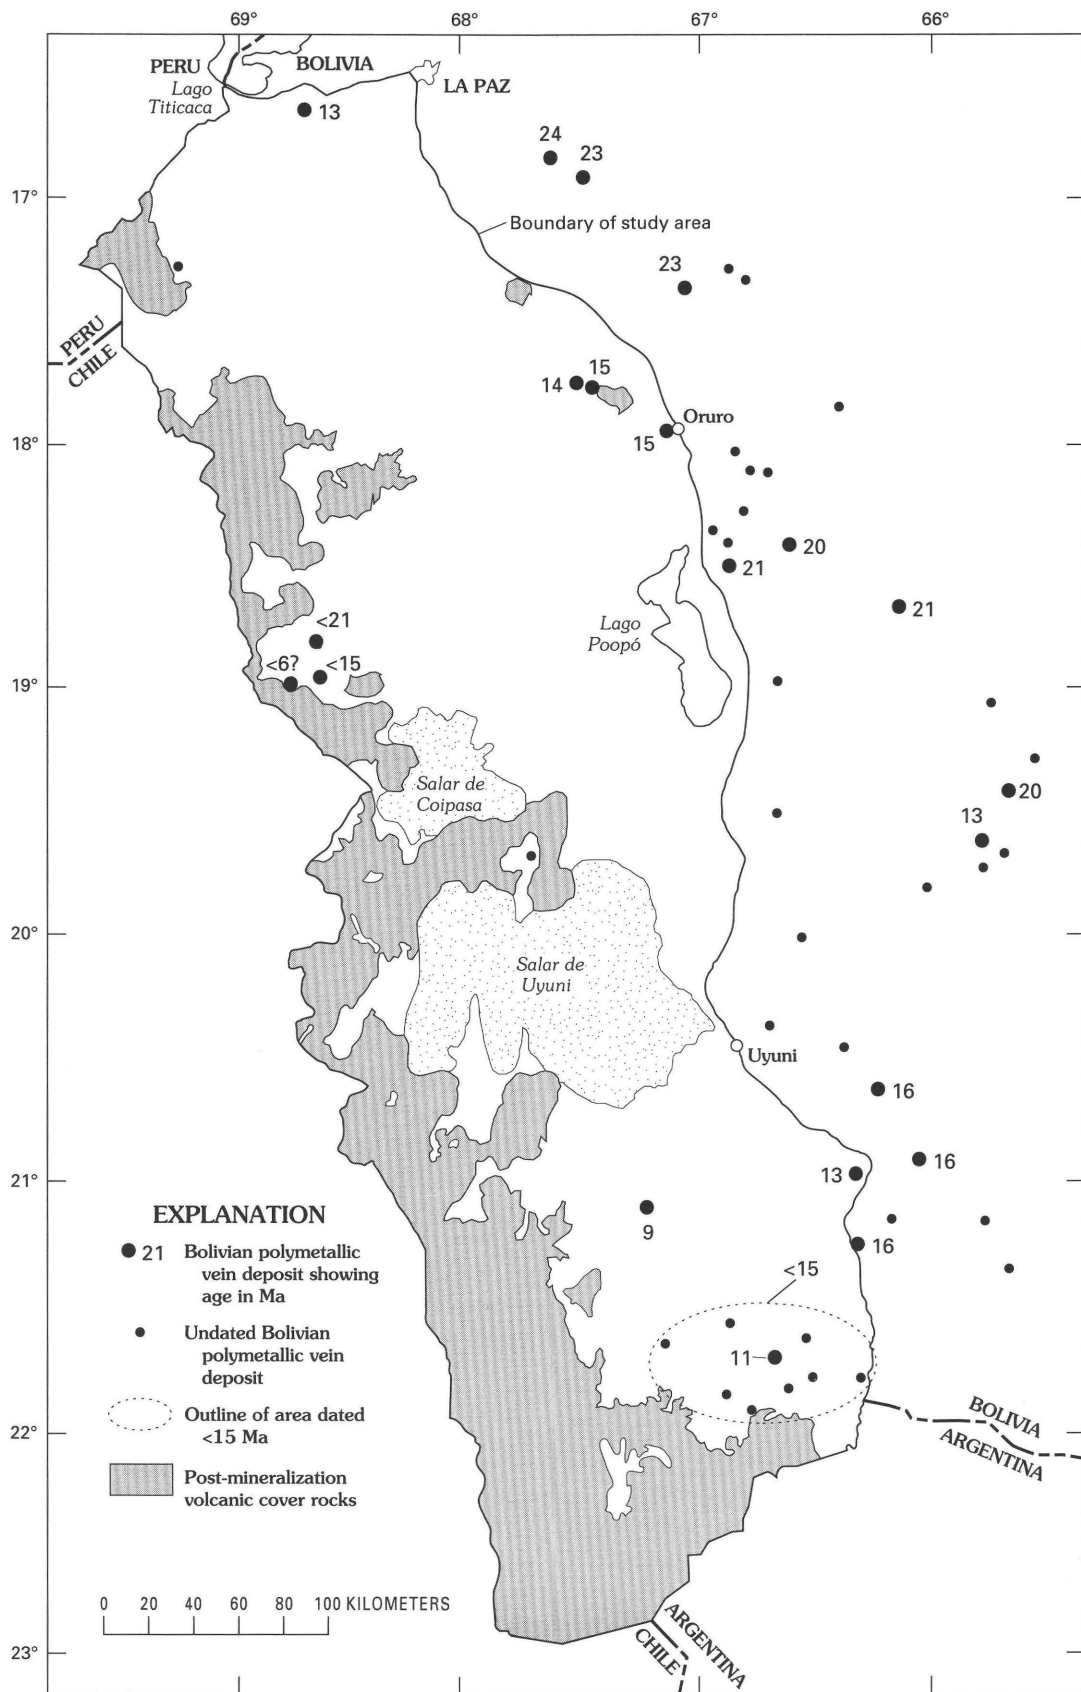 69°
68°
67°
66°
PERU
BOLIVIA
Lago
Titicaca
LA PAZ
13
24
23
17°
Boundary of study area
23
PERU
CHILE
14
15
Oruro
15
18°
20
21
21
Lago
Poopó
<21
<6?
<15
19°
Salar de
Coipasa
20
13
20°
Salar de
Uyuni
Uyuni
16
16
13
21°
9
16
<15
11
EXPLANATION
21
Bolivian polymetallic
vein deposit showing
age in Ma
Undated Bolivian
polymetallic vein
deposit
Outline of area dated
<15 Ma
Post-mineralization
volcanic cover rocks
BOLIVIA
ARGENTINA
22°
0 20 40 60 80 100 KILOMETERS
ARGENTINA
CHILE
23°